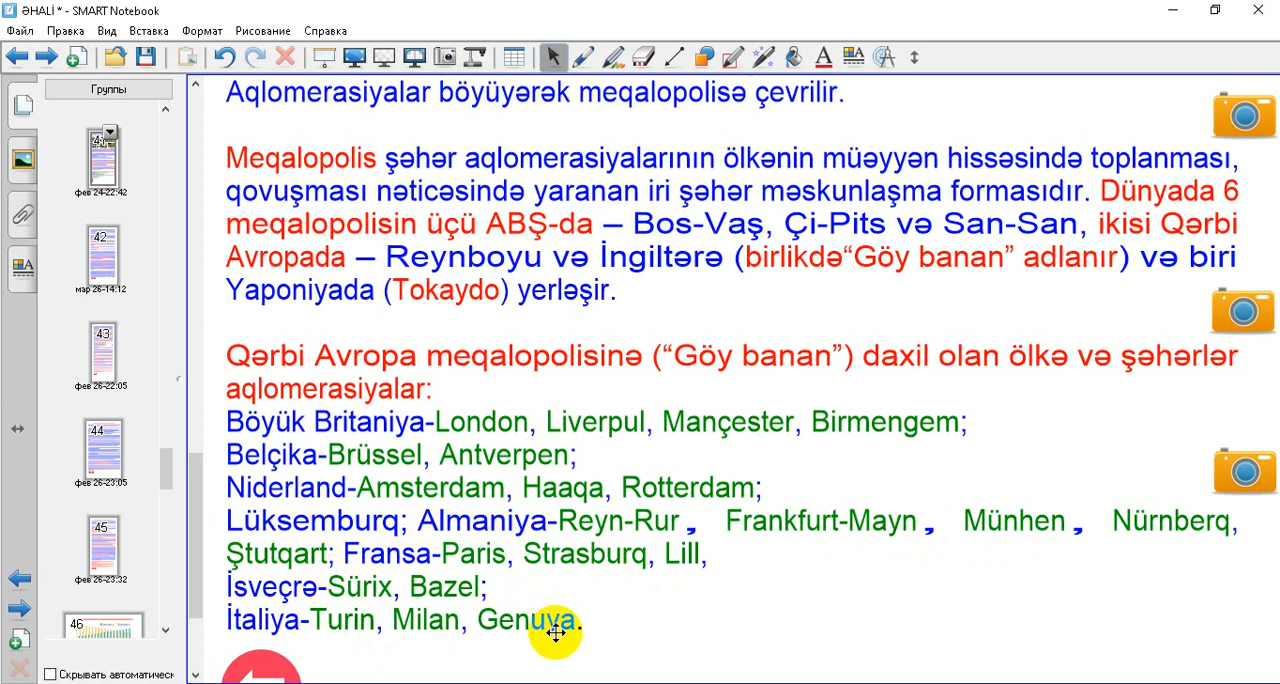 ƏHALİ * - SMART Notebook
Файл Правка Вид Вставка Формат Рисование Справка
Группы
41
фев 24-22:42
42
мар 26-14:12
43
фев 26-22:05
44
фев 26-23:05
45
фев 26-23:32
46
Скрывать автоматическ
Aqlomerasiyalar böyüyərək meqalopolisə çevrilir.
Meqalopolis şəhər aqlomerasiyalarının ölkənin müəyyən hissəsində toplanması,
qovuşması nəticəsində yaranan iri şəhər məskunlaşma formasıdır. Dünyada 6
meqalopolisin üçü ABŞ-da – Bos-Vaş, Çi-Pits və San-San, ikisi Qərbi
Avropada – Reynboyu və İngiltərə (birlikdə“Göy banan” adlanır) və biri
Yaponiyada (Tokaydo) yerləşir.
Qərbi Avropa meqalopolisinə (“Göy banan”) daxil olan ölkə və şəhərlər
aqlomerasiyalar:
Böyük Britaniya-London, Liverpul, Mançester, Birmengem;
Belçika-Brüssel, Antverpen;
Niderland-Amsterdam, Haaqa, Rotterdam;
Lüksemburq; Almaniya-Reyn-Rur, Frankfurt-Mayn, Münhen, Nürnberq,
Ştutqart; Fransa-Paris, Strasburq, Lill,
İsveçrə-Sürix, Bazel;
İtaliya-Turin, Milan, Genuya.